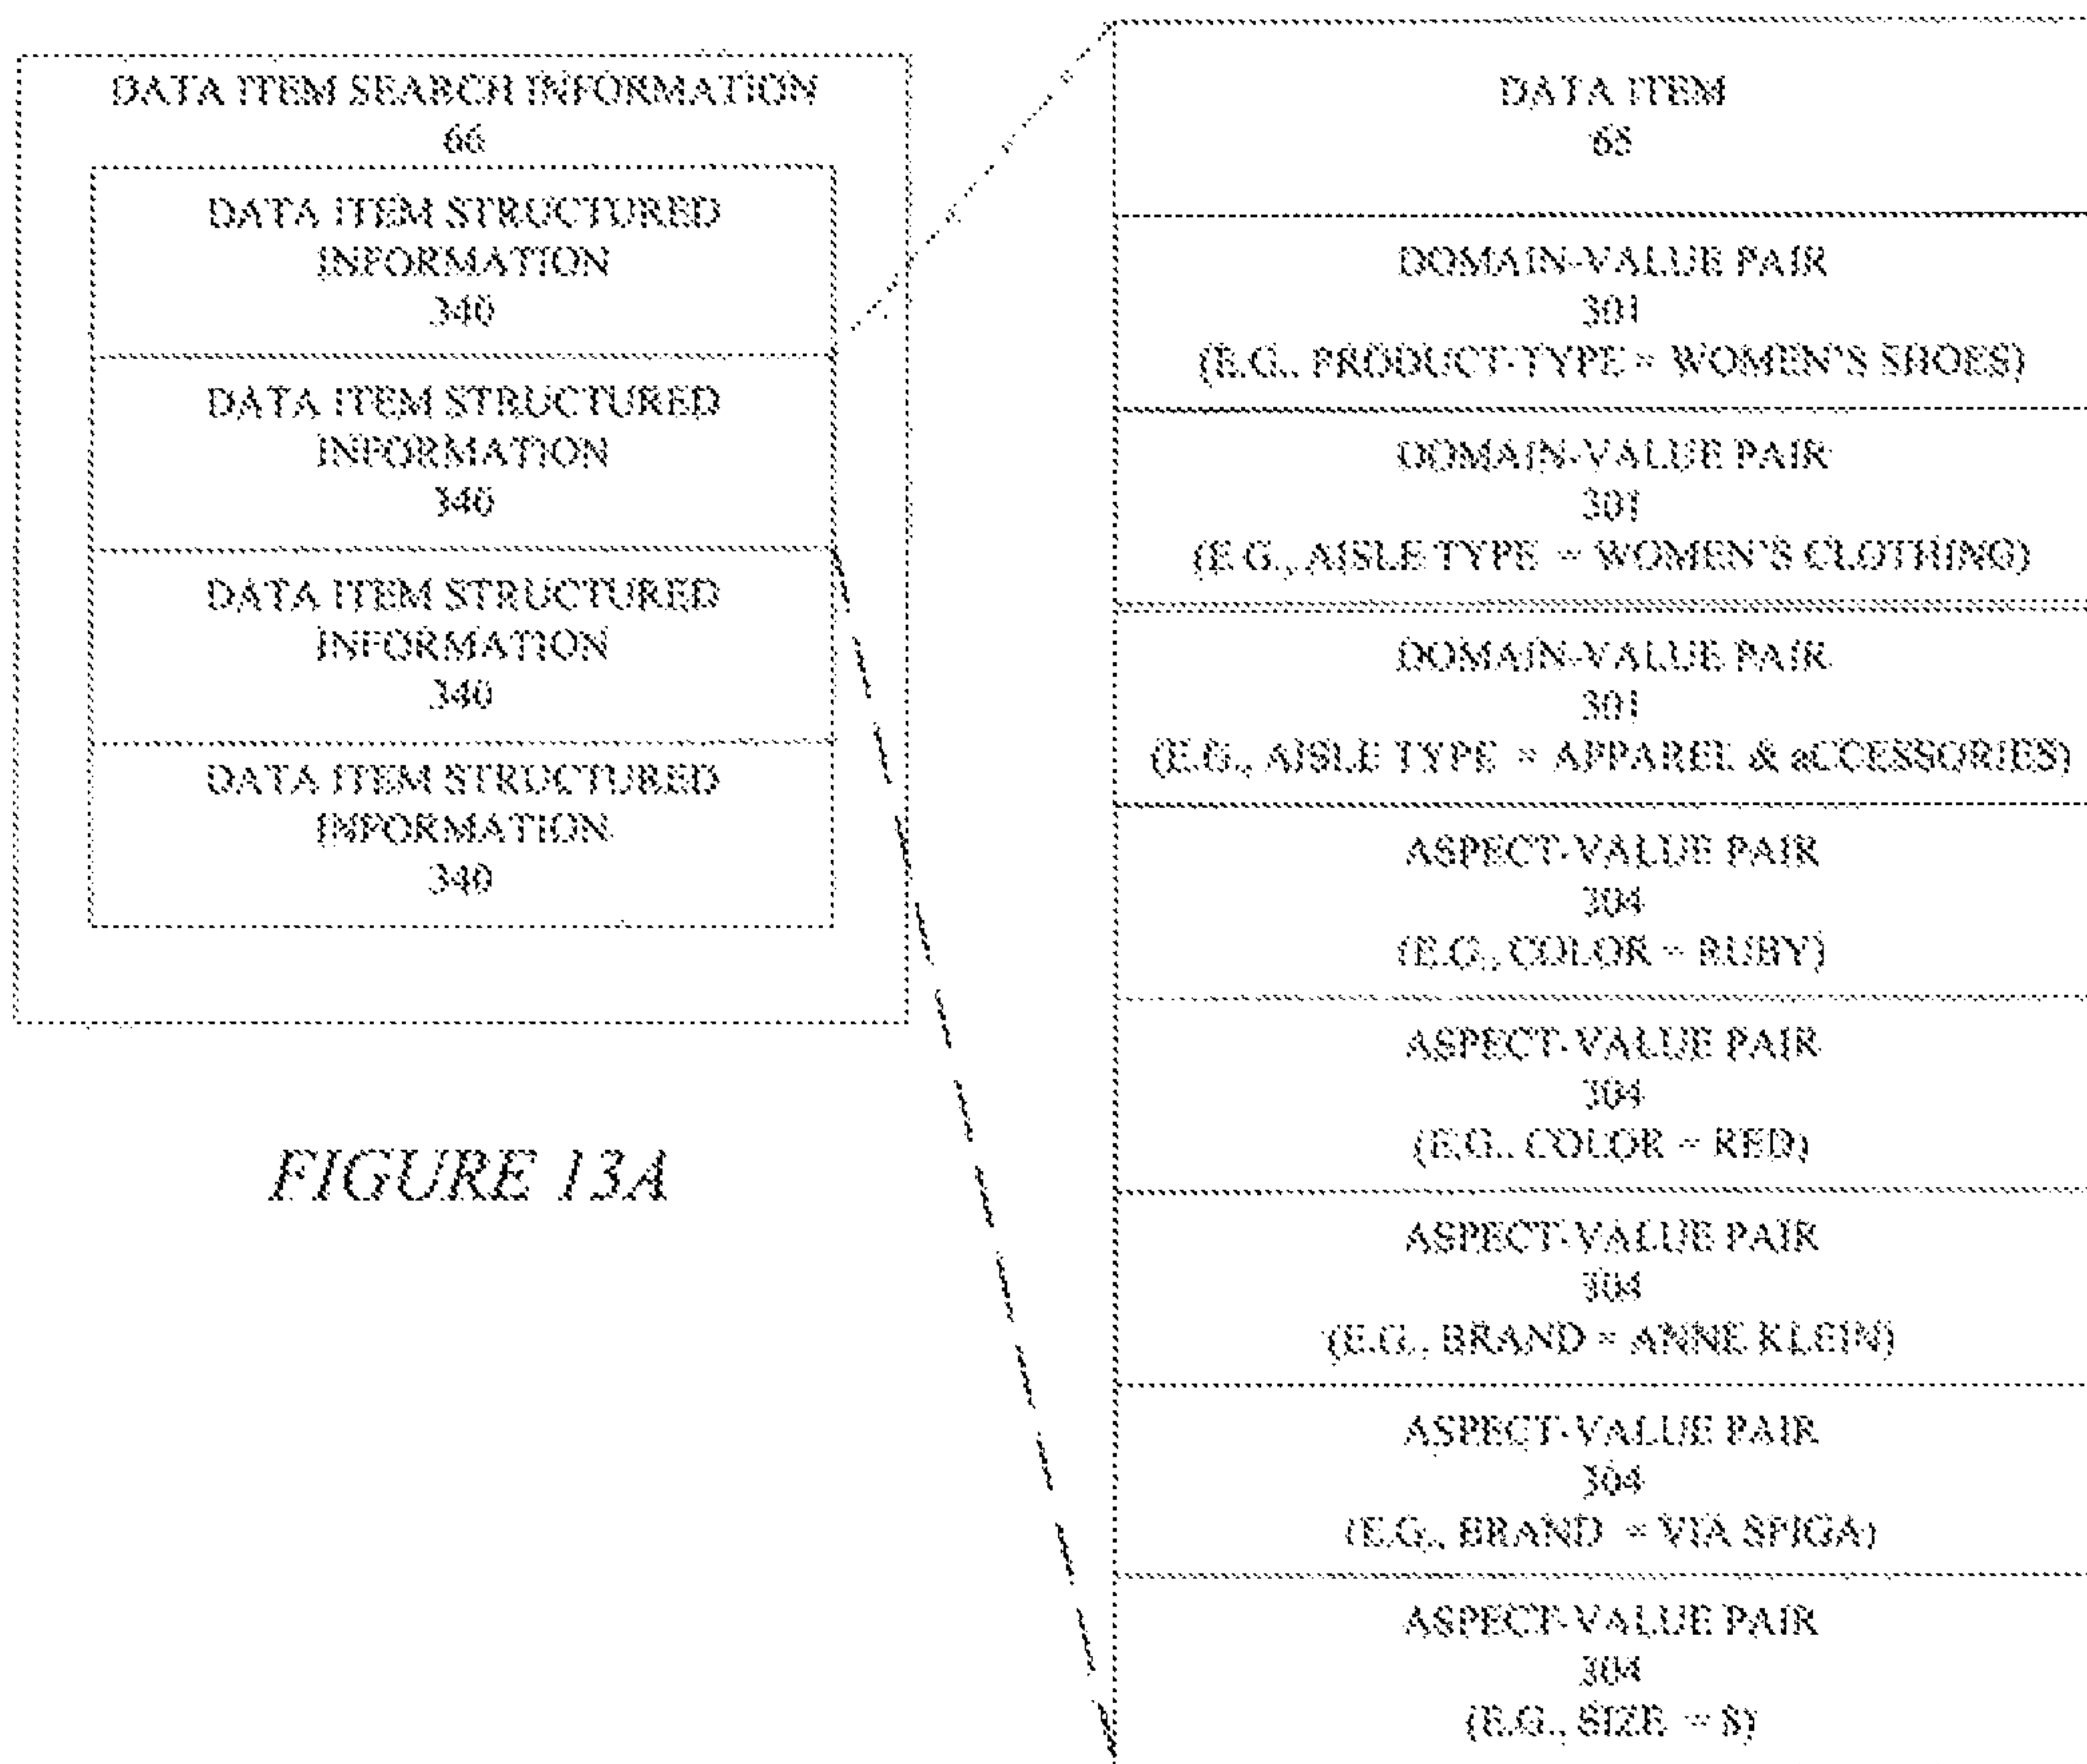 DATA ITEM SEARCH INFORMATION
66
DATA ITEM STRUCTURED
INFORMATION
340
DATA ITEM STRUCTURED
INFORMATION
340
DATA ITEM STRUCTURED
INFORMATION
340
DATA ITEM STRUCTURED
INFORMATION
340
FIGURE 13A
DATA ITEM
68
DOMAIN-VALUE PAIR
301
(E.G., PRODUCT-TYPE = WOMEN'S SHOES)
DOMAIN-VALUE PAIR
301
(E.G., AISLE TYPE = WOMEN'S CLOTHING)
DOMAIN-VALUE PAIR
301
(E.G., AISLE TYPE = APPAREL & aCCESSORIES)
ASPECT-VALUE PAIR
304
(E.G., COLOR = RUBY)
ASPECT-VALUE PAIR
304
(E.G., COLOR = RED)
ASPECT-VALUE PAIR
304
(E.G., BRAND = ANNE KLEIN)
ASPECT-VALUE PAIR
304
(E.G., BRAND = VIA SPIGA)
ASPECT-VALUE PAIR
304
(E.G., SIZE = 8)